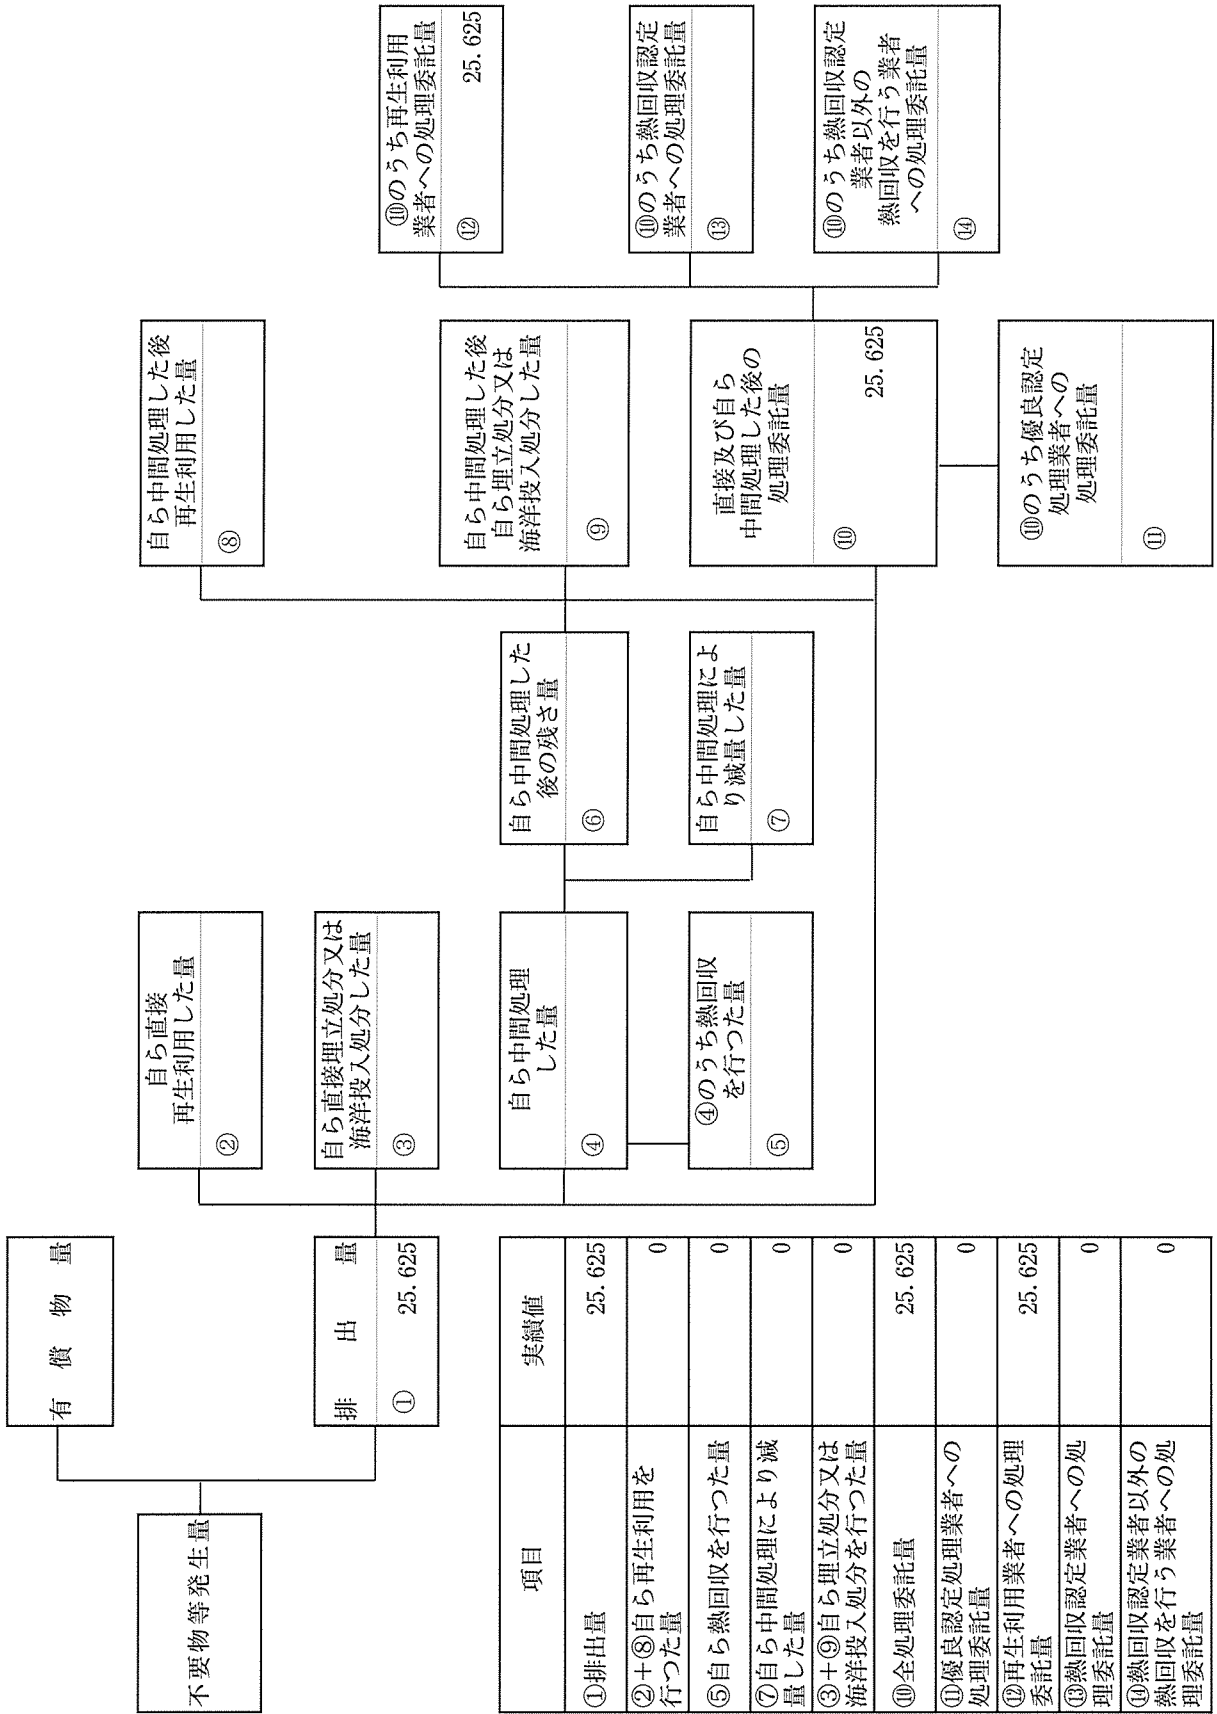 不要物等発生量
有償物量
排出量
① 25.625
自ら直接
再生利用した量
②
自ら直接埋立処分又は
海洋投入処分した量
③
自ら中間処理
した量
④
④のうち熱回収
を行つた量
⑤
自ら中間処理した
後の残さ量
⑥
自ら中間処理によ
り減量した量
⑦
自ら中間処理した後
再生利用した量
⑧
自ら中間処理した後
自ら埋立処分又は
海洋投入処分した量
⑨
直接及び自ら
中間処理した後の
処理委託量
⑩ 25.625
⑩のうち優良認定
処理業者への
処理委託量
⑪
⑩のうち再生利用
業者への処理委託量
⑫ 25.625
⑩のうち熱回収認定
業者への処理委託量
⑬
⑩のうち熱回収認定
業者以外の
熱回収を行う業者
への処理委託量
⑭
項目 実績値
①排出量 25.625
②+⑧自ら再生利用を
行つた量 0
⑤自ら熱回収を行つた量 0
⑦自ら中間処理により減
量した量 0
③+⑨自ら埋立処分又は
海洋投入処分を行つた量 0
⑩全処理委託量 25.625
⑪優良認定処理業者への
処理委託量 0
⑫再生利用業者への処理
委託量 25.625
⑬熱回収認定業者への処
理委託量 0
⑭熱回収認定業者以外の
熱回収を行う業者への処
理委託量 0